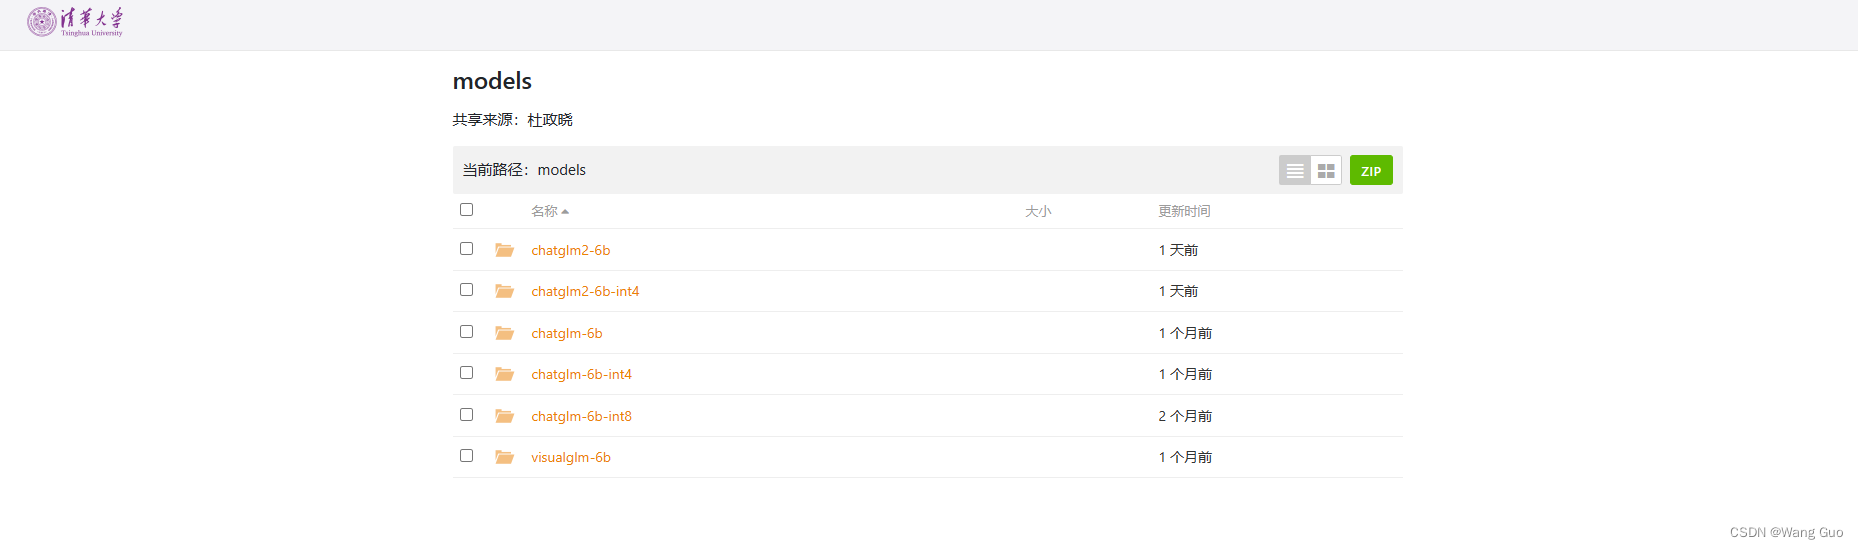 清华大学
Tsinghua University
models
共享来源：杜政晓
当前路径：models
ZIP
名称 大小 更新时间
chatglm2-6b 1 天前
chatglm2-6b-int4 1 天前
chatglm-6b 1 个月前
chatglm-6b-int4 1 个月前
chatglm-6b-int8 2 个月前
visualglm-6b 1 个月前
CSDN @Wang Guo